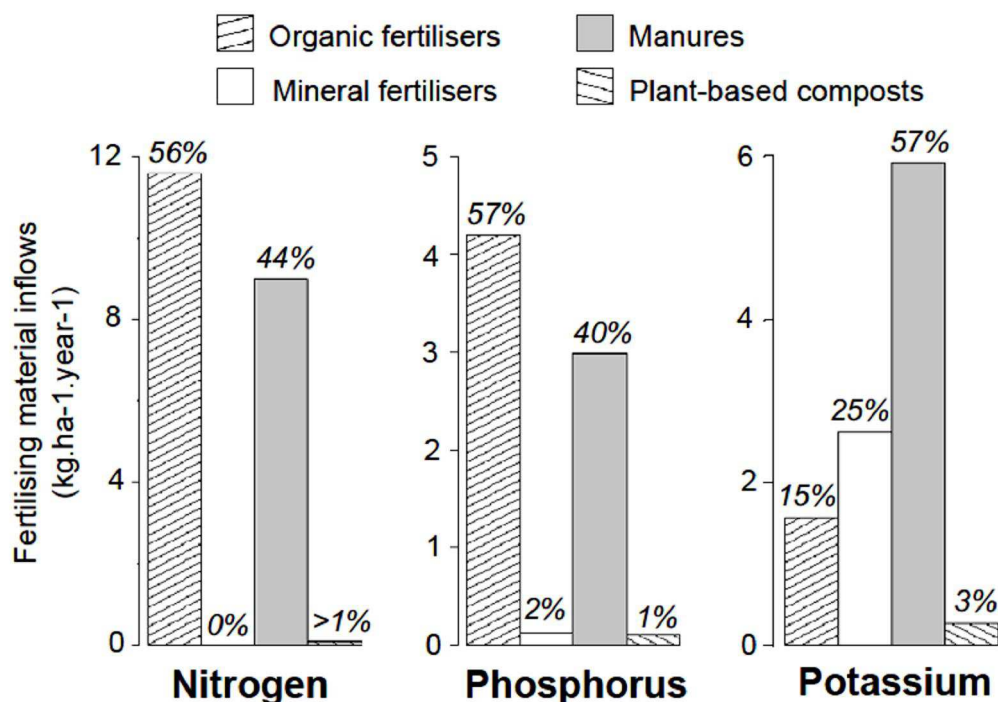 Organic fertilisers
Manures
Mineral fertilisers
Plant-based composts
Fertilising material inflows
(kg.ha-1.year-1)
12
8
4
0
56%
0%
44%
>1%
Nitrogen
5
4
3
2
1
0
57%
2%
40%
1%
Phosphorus
6
4
2
0
15%
25%
57%
3%
Potassium